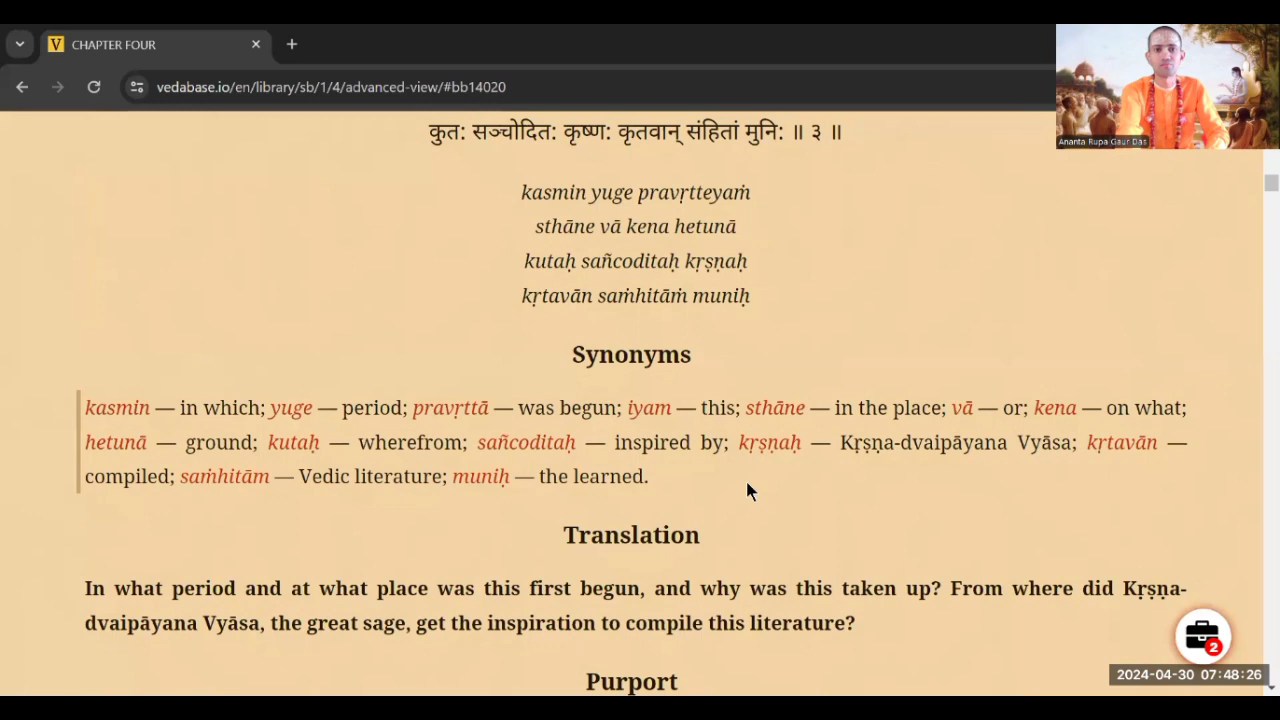 CHAPTER FOUR
vedabase.io/en/library/sb/1/4/advanced-view/#bb14020
Ananta Rupa Gaur Das
कुत: सञ्चोदित: कृष्ण: कृतवान् संहितां मुनि: ॥ ३ ॥
kasmin yuge pravṛtteyaṁ
sthāne vā kena hetunā
kutaḥ sañcoditaḥ kṛṣṇaḥ
kṛtavān saṁhitāṁ muniḥ
Synonyms
kasmin — in which; yuge — period; pravṛttā — was begun; iyam — this; sthāne — in the place; vā — or; kena — on what;
hetunā — ground; kutaḥ — wherefrom; sañcoditaḥ — inspired by; kṛṣṇaḥ — Kṛṣṇa-dvaipāyana Vyāsa; kṛtavān —
compiled; saṁhitām — Vedic literature; muniḥ — the learned.
Translation
In what period and at what place was this first begun, and why was this taken up? From where did Kṛṣṇa-
dvaipāyana Vyāsa, the great sage, get the inspiration to compile this literature?
2
2024-04-30 07:48:26
Purport